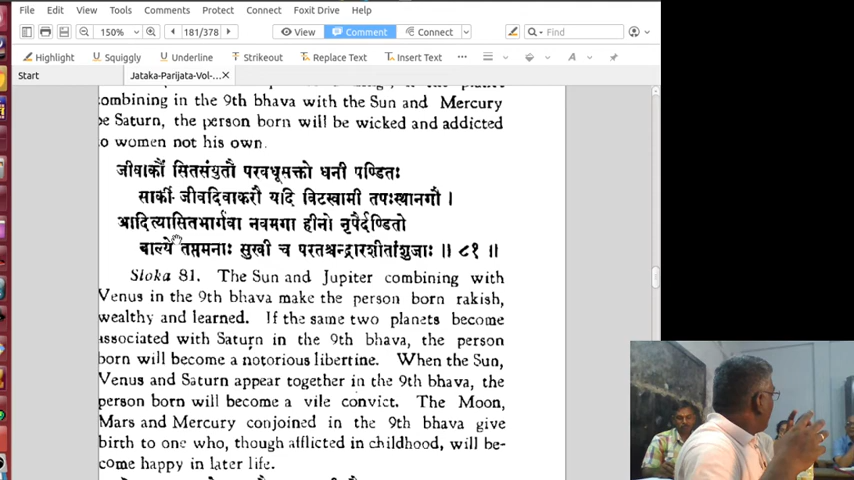 File Edit View Tools Comments Protect Connect Foxit Drive Help
150% 181/378 View Comment Connect Find
Highlight Squiggly Underline Strikeout Replace Text Insert Text
Start Jataka-Parijata-Vol-...
combining in the 9th bhava with the Sun and Mercury
be Saturn, the person born will be wicked and addicted
to women not his own.
जीवार्कौ सितसंयुतौ परवधूसक्तो धनी पण्डितः
सार्की जीवदिवाकरौ यदि विटस्वामी तपःस्थानगौ ।
आदित्यासितभार्गवा नवमगा हीनो नृपैर्दण्डितो
बाल्ये तप्तमनाः सुखी च परतश्चन्द्रारशीतांशुजाः ॥ ८१ ॥
Sloka 81. The Sun and Jupiter combining with
Venus in the 9th bhava make the person born rakish,
wealthy and learned. If the same two planets become
associated with Saturn in the 9th bhava, the person
born will become a notorious libertine. When the Sun,
Venus and Saturn appear together in the 9th bhava, the
person born will become a vile convict. The Moon,
Mars and Mercury conjoined in the 9th bhava give
birth to one who, though afflicted in childhood, will be-
come happy in later life.